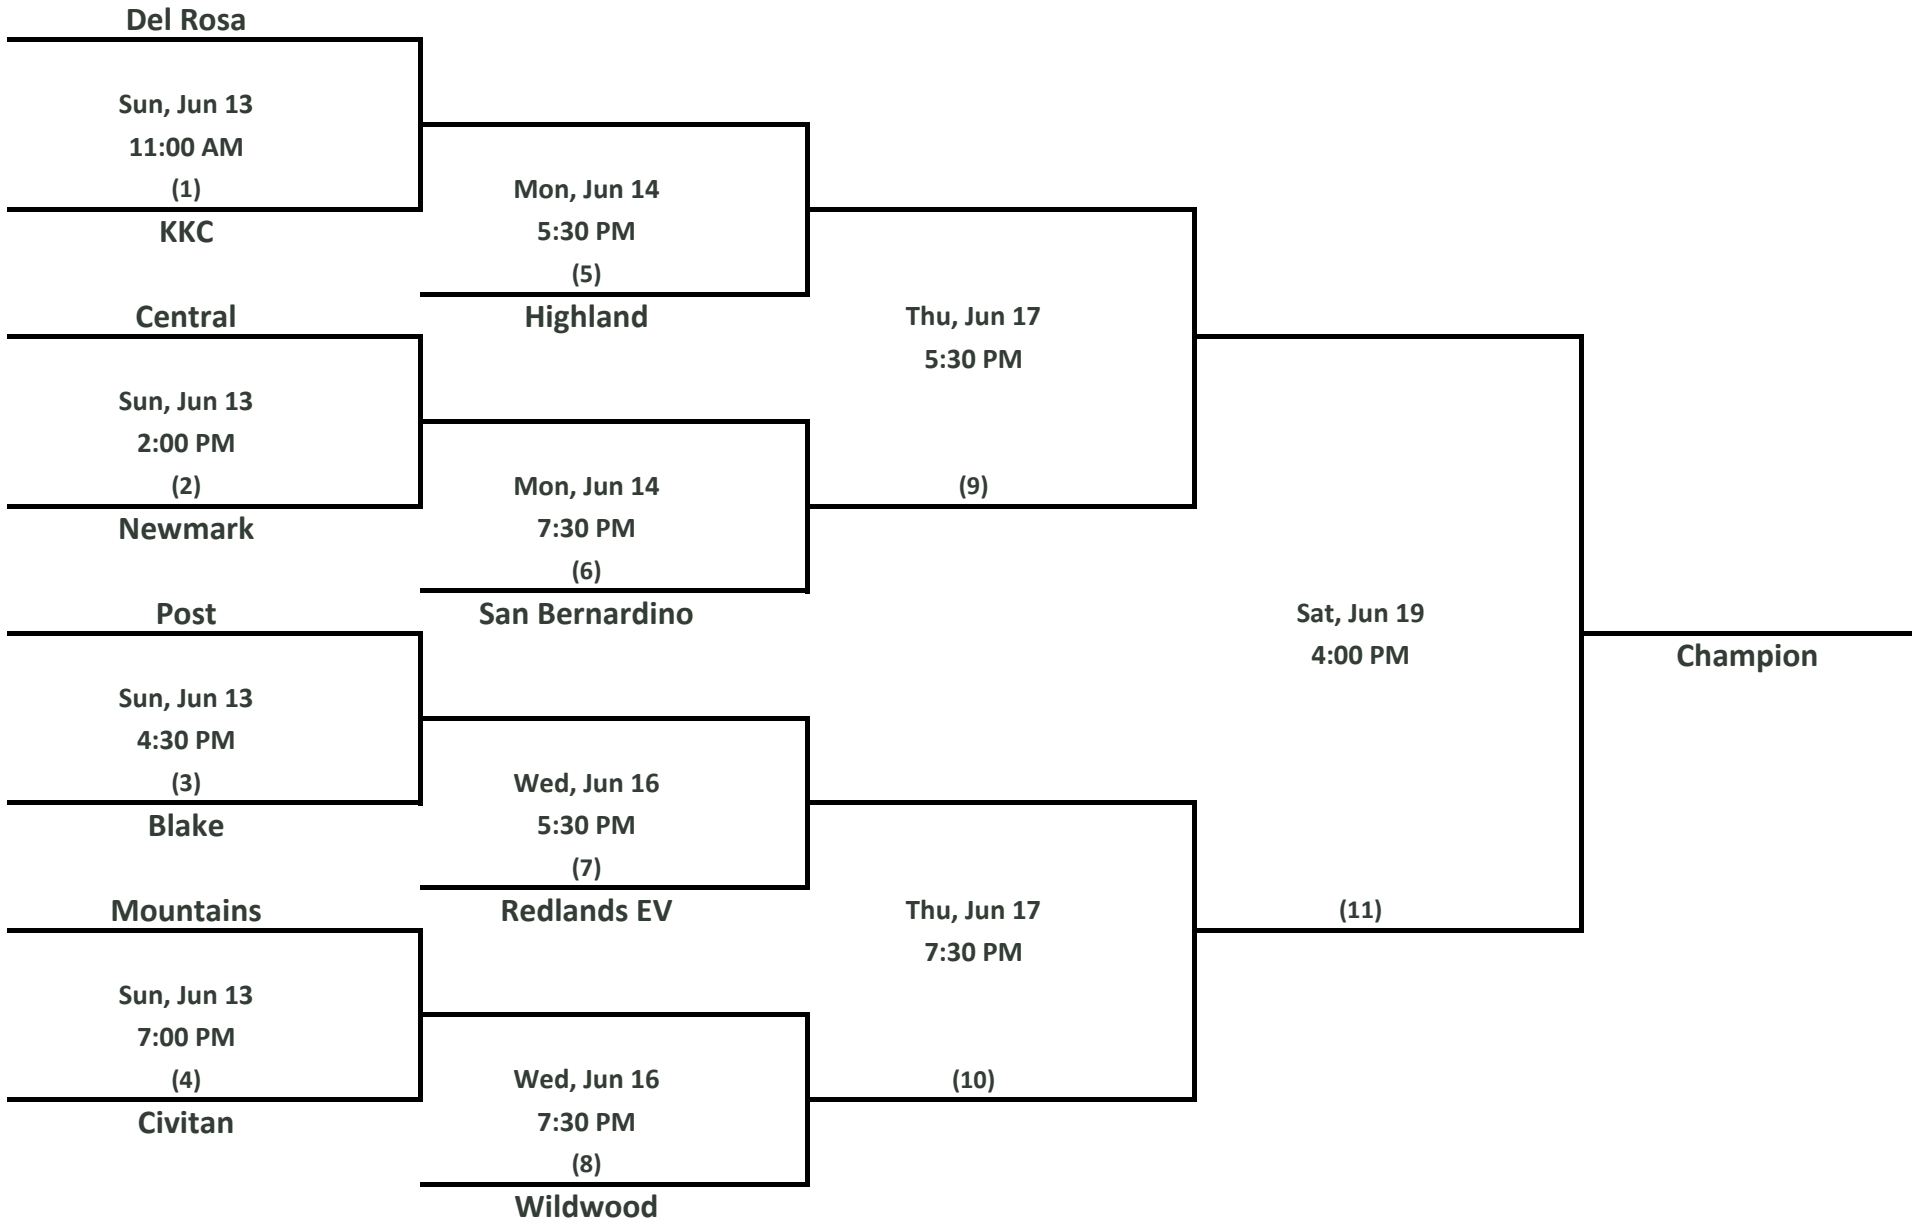 Del Rosa
Sun, Jun 13
11:00 AM
(1)
KKC
Mon, Jun 14
5:30 PM
(5)
Highland
Central
Sun, Jun 13
2:00 PM
(2)
Newmark
Mon, Jun 14
7:30 PM
(6)
San Bernardino
Thu, Jun 17
5:30 PM
(9)
Post
Sun, Jun 13
4:30 PM
(3)
Blake
Wed, Jun 16
5:30 PM
(7)
Redlands EV
Mountains
Sun, Jun 13
7:00 PM
(4)
Civitan
Wed, Jun 16
7:30 PM
(8)
Wildwood
Thu, Jun 17
7:30 PM
(10)
Sat, Jun 19
4:00 PM
(11)
Champion